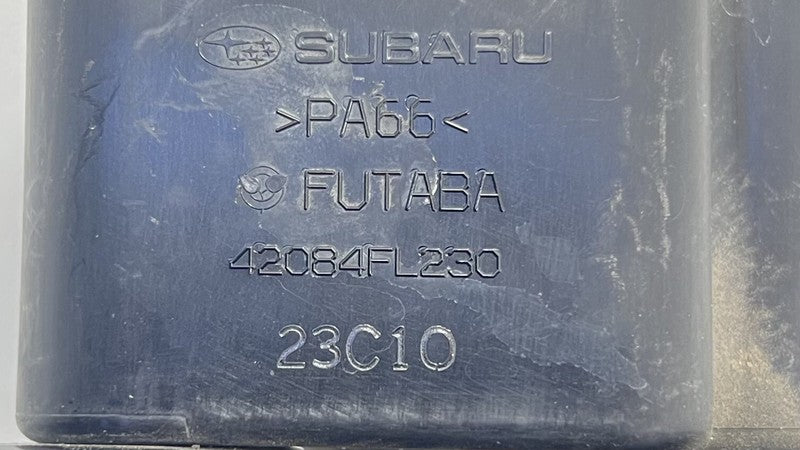 SUBARU
>PA66<
FUTABA
42084FL230
23C10